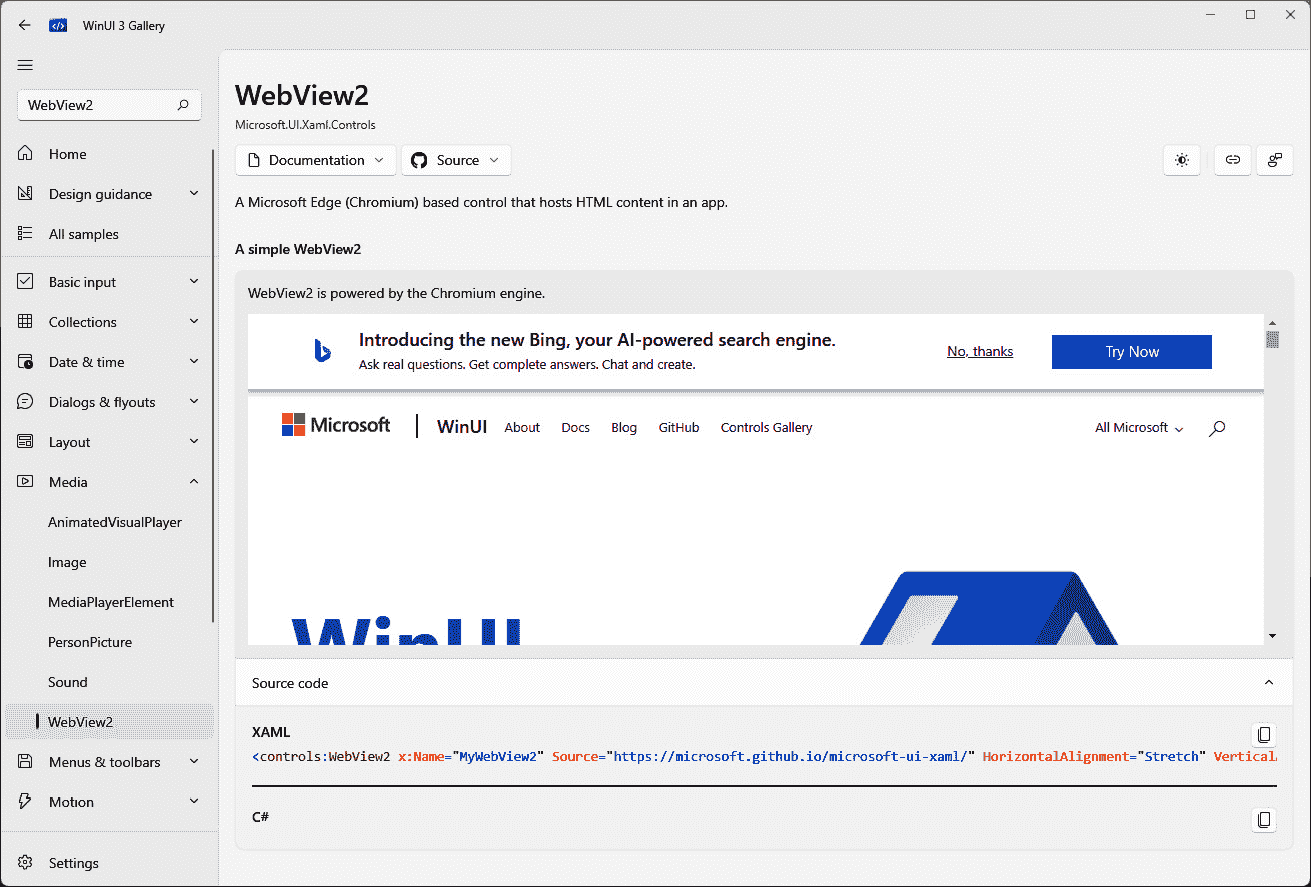 WinUI 3 Gallery
WebView2
Home
Design guidance
All samples
Basic input
Collections
Date & time
Dialogs & flyouts
Layout
Media
AnimatedVisualPlayer
Image
MediaPlayerElement
PersonPicture
Sound
WebView2
Menus & toolbars
Motion
Settings
WebView2
Microsoft.UI.Xaml.Controls
Documentation
Source
A Microsoft Edge (Chromium) based control that hosts HTML content in an app.
A simple WebView2
WebView2 is powered by the Chromium engine.
Introducing the new Bing, your AI-powered search engine.
Ask real questions. Get complete answers. Chat and create.
No, thanks
Try Now
Microsoft
WinUI About Docs Blog GitHub Controls Gallery
All Microsoft
WinUI
Source code
XAML
<controls:WebView2 x:Name="MyWebView2" Source="https://microsoft.github.io/microsoft-ui-xaml/" HorizontalAlignment="Stretch" Vertical
C#